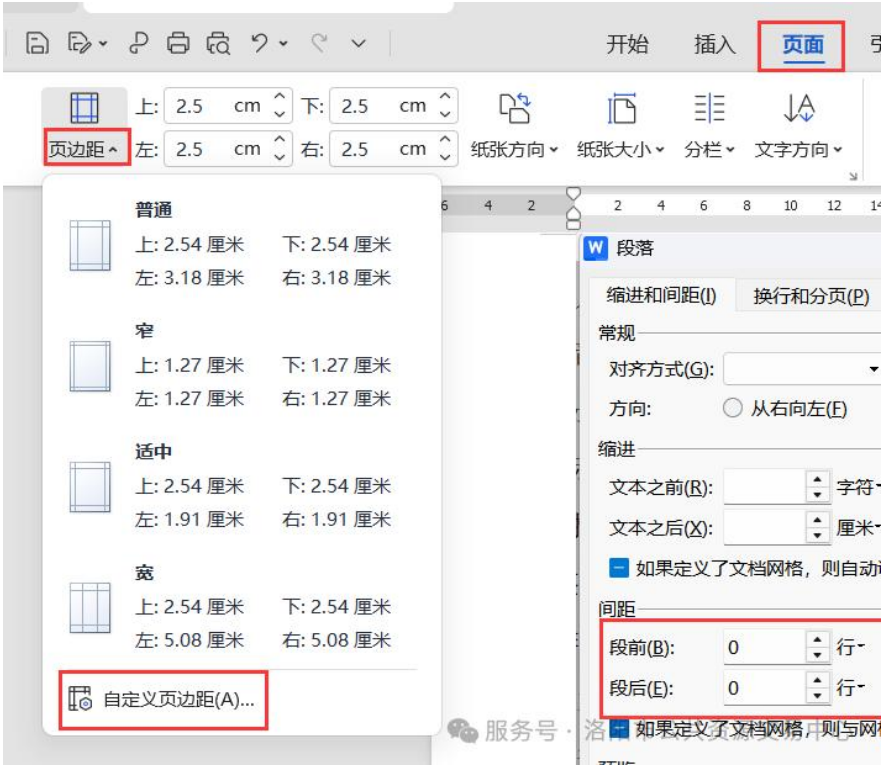 开始 插入 页面
上: 2.5 cm 下: 2.5 cm
页边距 左: 2.5 cm 右: 2.5 cm 纸张方向 纸张大小 分栏 文字方向
6 4 2 2 4 6 8 10 12 14
普通
上: 2.54 厘米 下: 2.54 厘米
左: 3.18 厘米 右: 3.18 厘米
窄
上: 1.27 厘米 下: 1.27 厘米
左: 1.27 厘米 右: 1.27 厘米
适中
上: 2.54 厘米 下: 2.54 厘米
左: 1.91 厘米 右: 1.91 厘米
宽
上: 2.54 厘米 下: 2.54 厘米
左: 5.08 厘米 右: 5.08 厘米
自定义页边距(A)...
W 段落
缩进和间距(I) 换行和分页(P)
常规
对齐方式(G):
方向: 从右向左(F)
缩进
文本之前(R): 字符
文本之后(X): 厘米
如果定义了文档网格，则自动
间距
段前(B): 0 行
段后(E): 0 行
如果定义了文档网格，则与网
服务号 · 洛